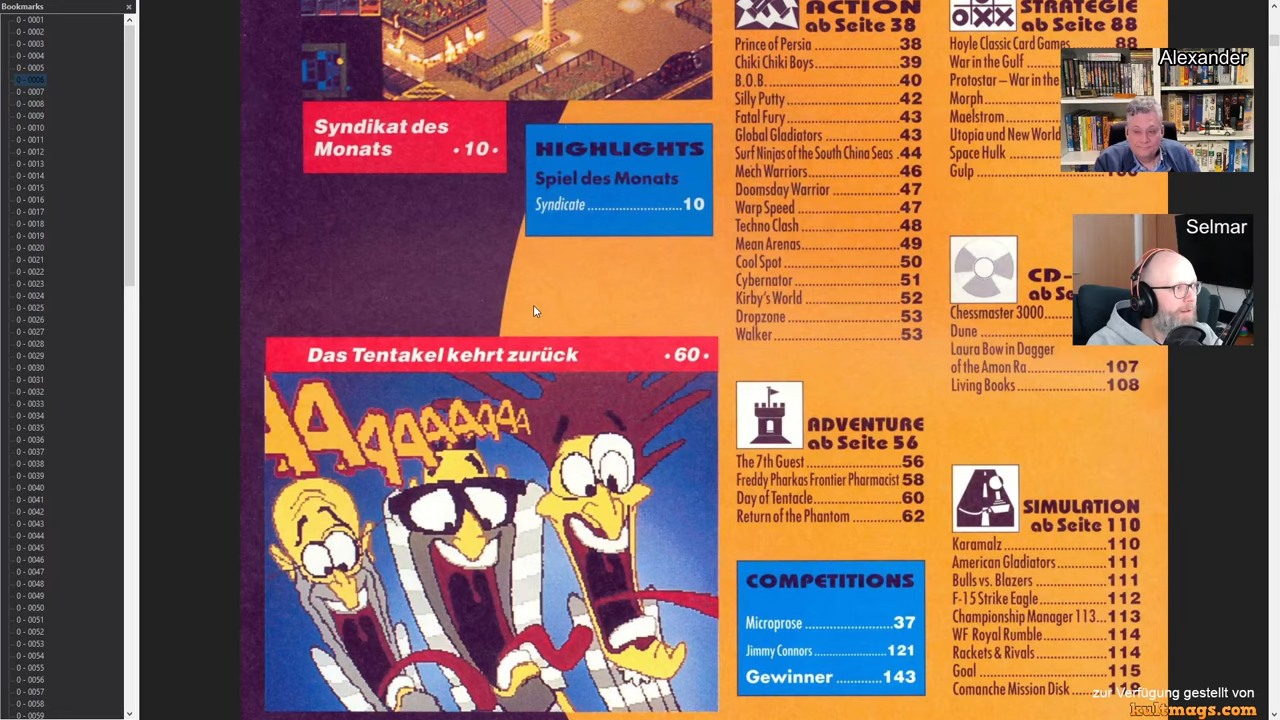 Bookmarks
0 - 0001
0 - 0002
0 - 0003
0 - 0004
0 - 0005
0 - 0006
0 - 0007
0 - 0008
0 - 0009
0 - 0010
0 - 0011
0 - 0012
0 - 0013
0 - 0014
0 - 0015
0 - 0016
0 - 0017
0 - 0018
0 - 0019
0 - 0020
0 - 0021
0 - 0022
0 - 0023
0 - 0024
0 - 0025
0 - 0026
0 - 0027
0 - 0028
0 - 0029
0 - 0030
0 - 0031
0 - 0032
0 - 0033
0 - 0034
0 - 0035
0 - 0036
0 - 0037
0 - 0038
0 - 0039
0 - 0040
0 - 0041
0 - 0042
0 - 0043
0 - 0044
0 - 0045
0 - 0046
0 - 0047
0 - 0048
0 - 0049
0 - 0050
0 - 0051
0 - 0052
0 - 0053
0 - 0054
0 - 0055
0 - 0056
0 - 0057
0 - 0058
0 - 0059
Syndikat des
Monats • 10 •
HIGHLIGHTS
Spiel des Monats
Syndicate 10
Das Tentakel kehrt zurück • 60 •
AAAAAAAAAA
ACTION
ab Seite 38
Prince of Persia 38
Chiki Chiki Boys 39
B.O.B. 40
Silly Putty 42
Fatal Fury 43
Global Gladiators 43
Surf Ninjas of the South China Seas 44
Mech Warriors 46
Doomsday Warrior 47
Warp Speed 47
Techno Clash 48
Mean Arenas 49
Cool Spot 50
Cybernator 51
Kirby's World 52
Dropzone 53
Walker 53
ADVENTURE
ab Seite 56
The 7th Guest 56
Freddy Pharkas Frontier Pharmacist 58
Day of Tentacle 60
Return of the Phantom 62
COMPETITIONS
Microprose 37
Jimmy Connors 121
Gewinner 143
STRATEGIE
ab Seite 88
Hoyle Classic Card Games 88
War in the Gulf
Protostar – War in the
Morph
Maelstrom
Utopia und New World
Space Hulk
Gulp
CD-
ab Se
Chessmaster 3000
Dune
Laura Bow in Dagger
of the Amon Ra 107
Living Books 108
SIMULATION
ab Seite 110
Karamalz 110
American Gladiators 111
Bulls vs. Blazers 111
F-15 Strike Eagle 112
Championship Manager 113 113
WF Royal Rumble 114
Rackets & Rivals 114
Goal 115
Comanche Mission Disk
Alexander
Selmar
zur Verfügung gestellt von
kultmags.com